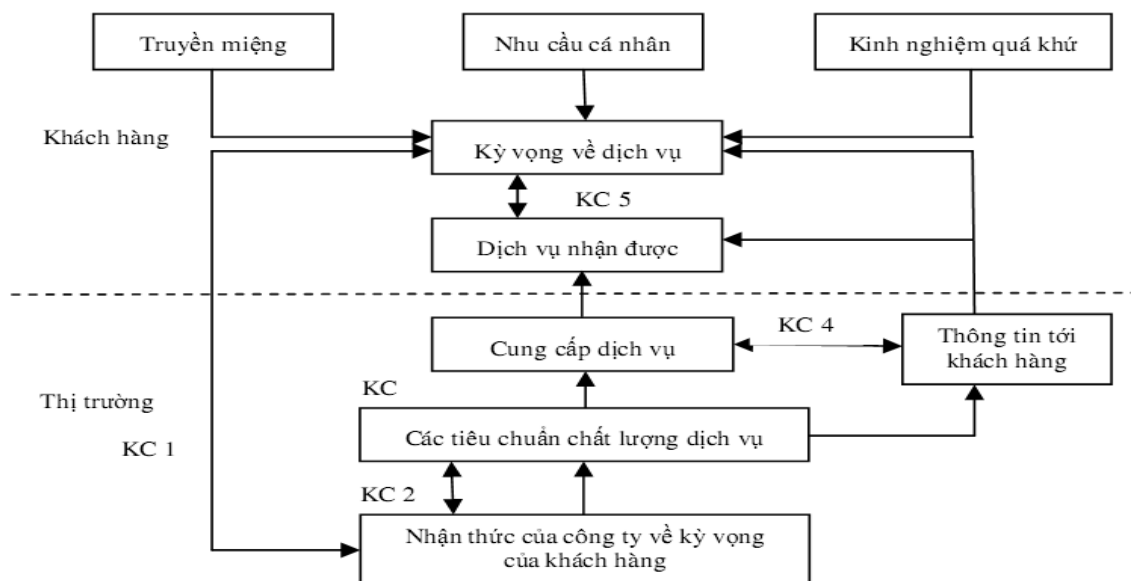 Truyền miệng
Nhu cầu cá nhân
Kinh nghiệm quá khứ
Khách hàng
Kỳ vọng về dịch vụ
KC 5
Dịch vụ nhận được
KC 4
Cung cấp dịch vụ
Thông tin tới
khách hàng
KC
Thị trường
Các tiêu chuẩn chất lượng dịch vụ
KC 1
KC 2
Nhận thức của công ty về kỳ vọng
của khách hàng